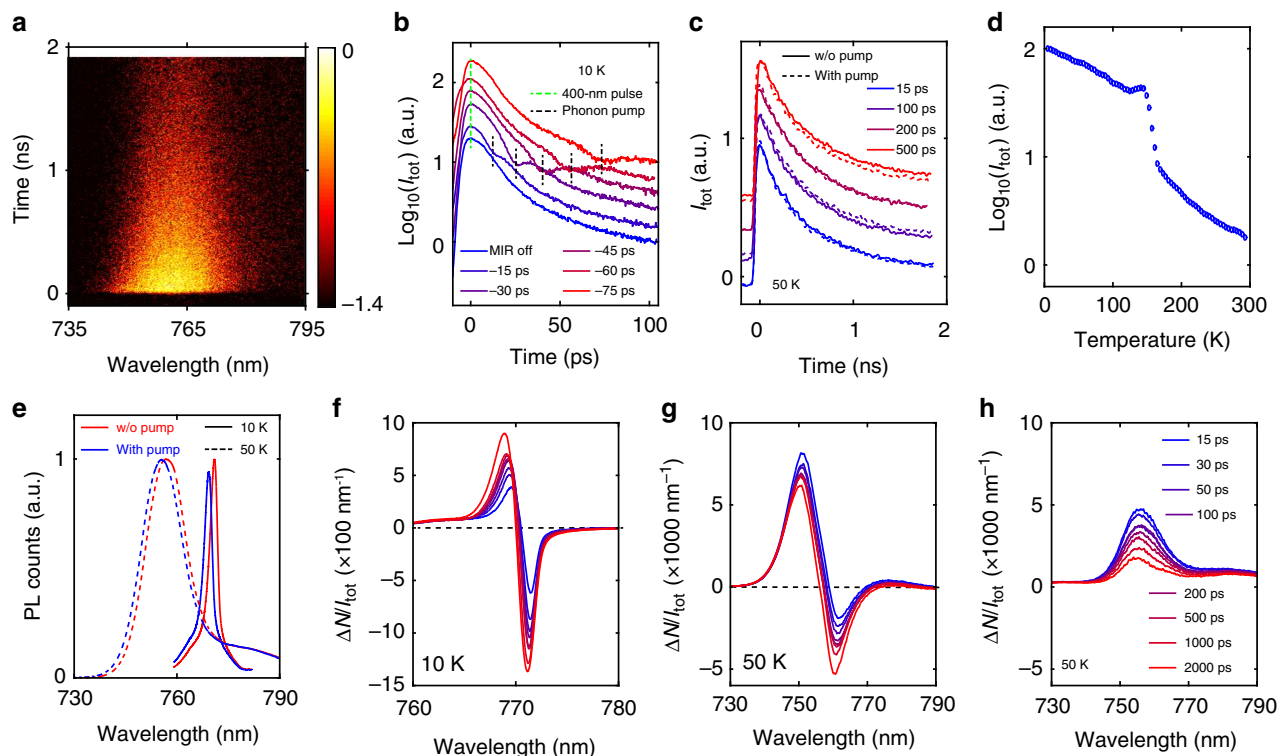 a
2
1
0
Time (ns)
735
765
795
Wavelength (nm)
0
−1.4
b
2
1
0
Log10(Itot) (a.u.)
10 K
400-nm pulse
Phonon pump
MIR off
−15 ps
−30 ps
−45 ps
−60 ps
−75 ps
0
50
100
Time (ps)
c
1
0
Itot (a.u.)
w/o pump
With pump
15 ps
100 ps
200 ps
500 ps
50 K
0
1
2
Time (ns)
d
2
1
0
Log10(Itot) (a.u.)
0
100
200
300
Temperature (K)
e
1
0
PL counts (a.u.)
w/o pump
With pump
10 K
50 K
730
760
790
Wavelength (nm)
f
10
5
0
−5
−10
−15
ΔN/Itot (×100 nm−1)
10 K
760
770
780
Wavelength (nm)
g
10
5
0
−5
ΔN/Itot (×1000 nm−1)
50 K
730
750
770
790
Wavelength (nm)
h
10
5
0
−5
ΔN/Itot (×1000 nm−1)
15 ps
30 ps
50 ps
100 ps
200 ps
500 ps
1000 ps
2000 ps
50 K
730
750
770
790
Wavelength (nm)